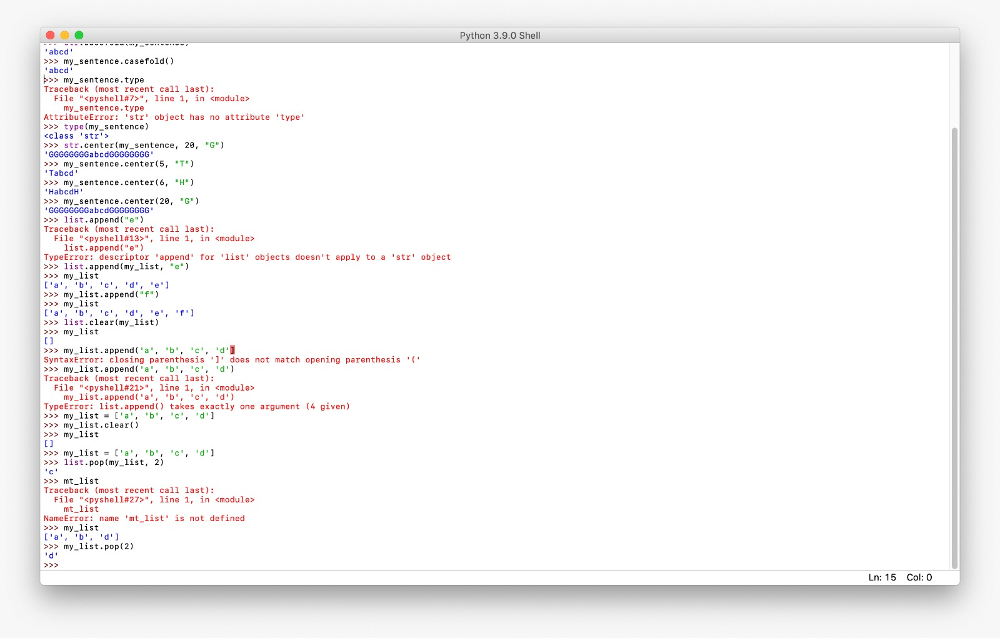 Python 3.9.0 Shell
>>> str.casefold(my_sentence)
'abcd'
>>> my_sentence.casefold()
'abcd'
>>> my_sentence.type
Traceback (most recent call last):
  File "<pyshell#7>", line 1, in <module>
    my_sentence.type
AttributeError: 'str' object has no attribute 'type'
>>> type(my_sentence)
<class 'str'>
>>> str.center(my_sentence, 20, "G")
'GGGGGGGGabcdGGGGGGGG'
>>> my_sentence.center(5, "T")
'Tabcd'
>>> my_sentence.center(6, "H")
'HabcdH'
>>> my_sentence.center(20, "G")
'GGGGGGGGabcdGGGGGGGG'
>>> list.append("e")
Traceback (most recent call last):
  File "<pyshell#13>", line 1, in <module>
    list.append("e")
TypeError: descriptor 'append' for 'list' objects doesn't apply to a 'str' object
>>> list.append(my_list, "e")
>>> my_list
['a', 'b', 'c', 'd', 'e']
>>> my_list.append("f")
>>> my_list
['a', 'b', 'c', 'd', 'e', 'f']
>>> list.clear(my_list)
>>> my_list
[]
>>> my_list.append('a', 'b', 'c', 'd']
SyntaxError: closing parenthesis ']' does not match opening parenthesis '('
>>> my_list.append('a', 'b', 'c', 'd')
Traceback (most recent call last):
  File "<pyshell#21>", line 1, in <module>
    my_list.append('a', 'b', 'c', 'd')
TypeError: list.append() takes exactly one argument (4 given)
>>> my_list = ['a', 'b', 'c', 'd']
>>> my_list.clear()
>>> my_list
[]
>>> my_list = ['a', 'b', 'c', 'd']
>>> list.pop(my_list, 2)
'c'
>>> mt_list
Traceback (most recent call last):
  File "<pyshell#27>", line 1, in <module>
    mt_list
NameError: name 'mt_list' is not defined
>>> my_list
['a', 'b', 'd']
>>> my_list.pop(2)
'd'
>>>
Ln: 15 Col: 0